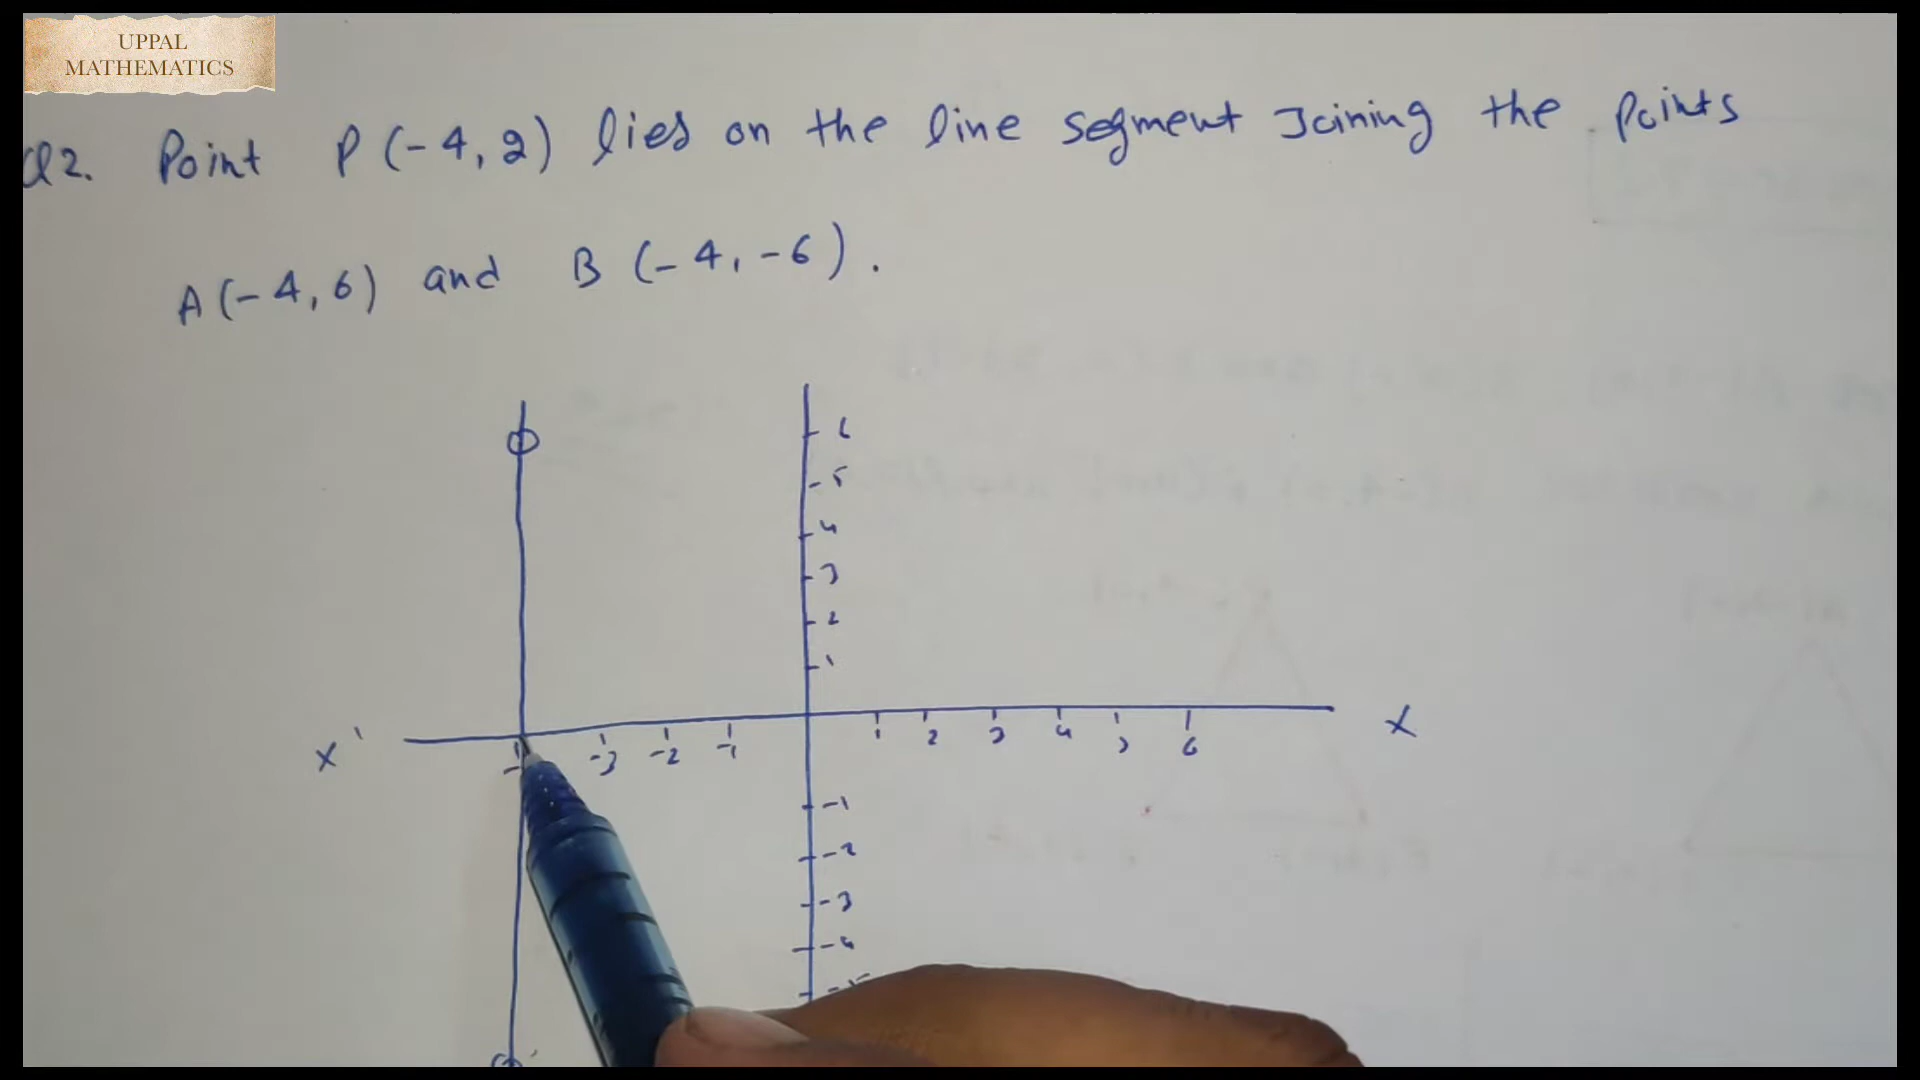 UPPAL
MATHEMATICS
Q2. Point P(-4,2) lies on the line segment Joining the points
A(-4,6) and B(-4,-6).
6
5
4
3
2
1
X' -3 -2 -1 1 2 3 4 5 6 X
-1
-2
-3
-4